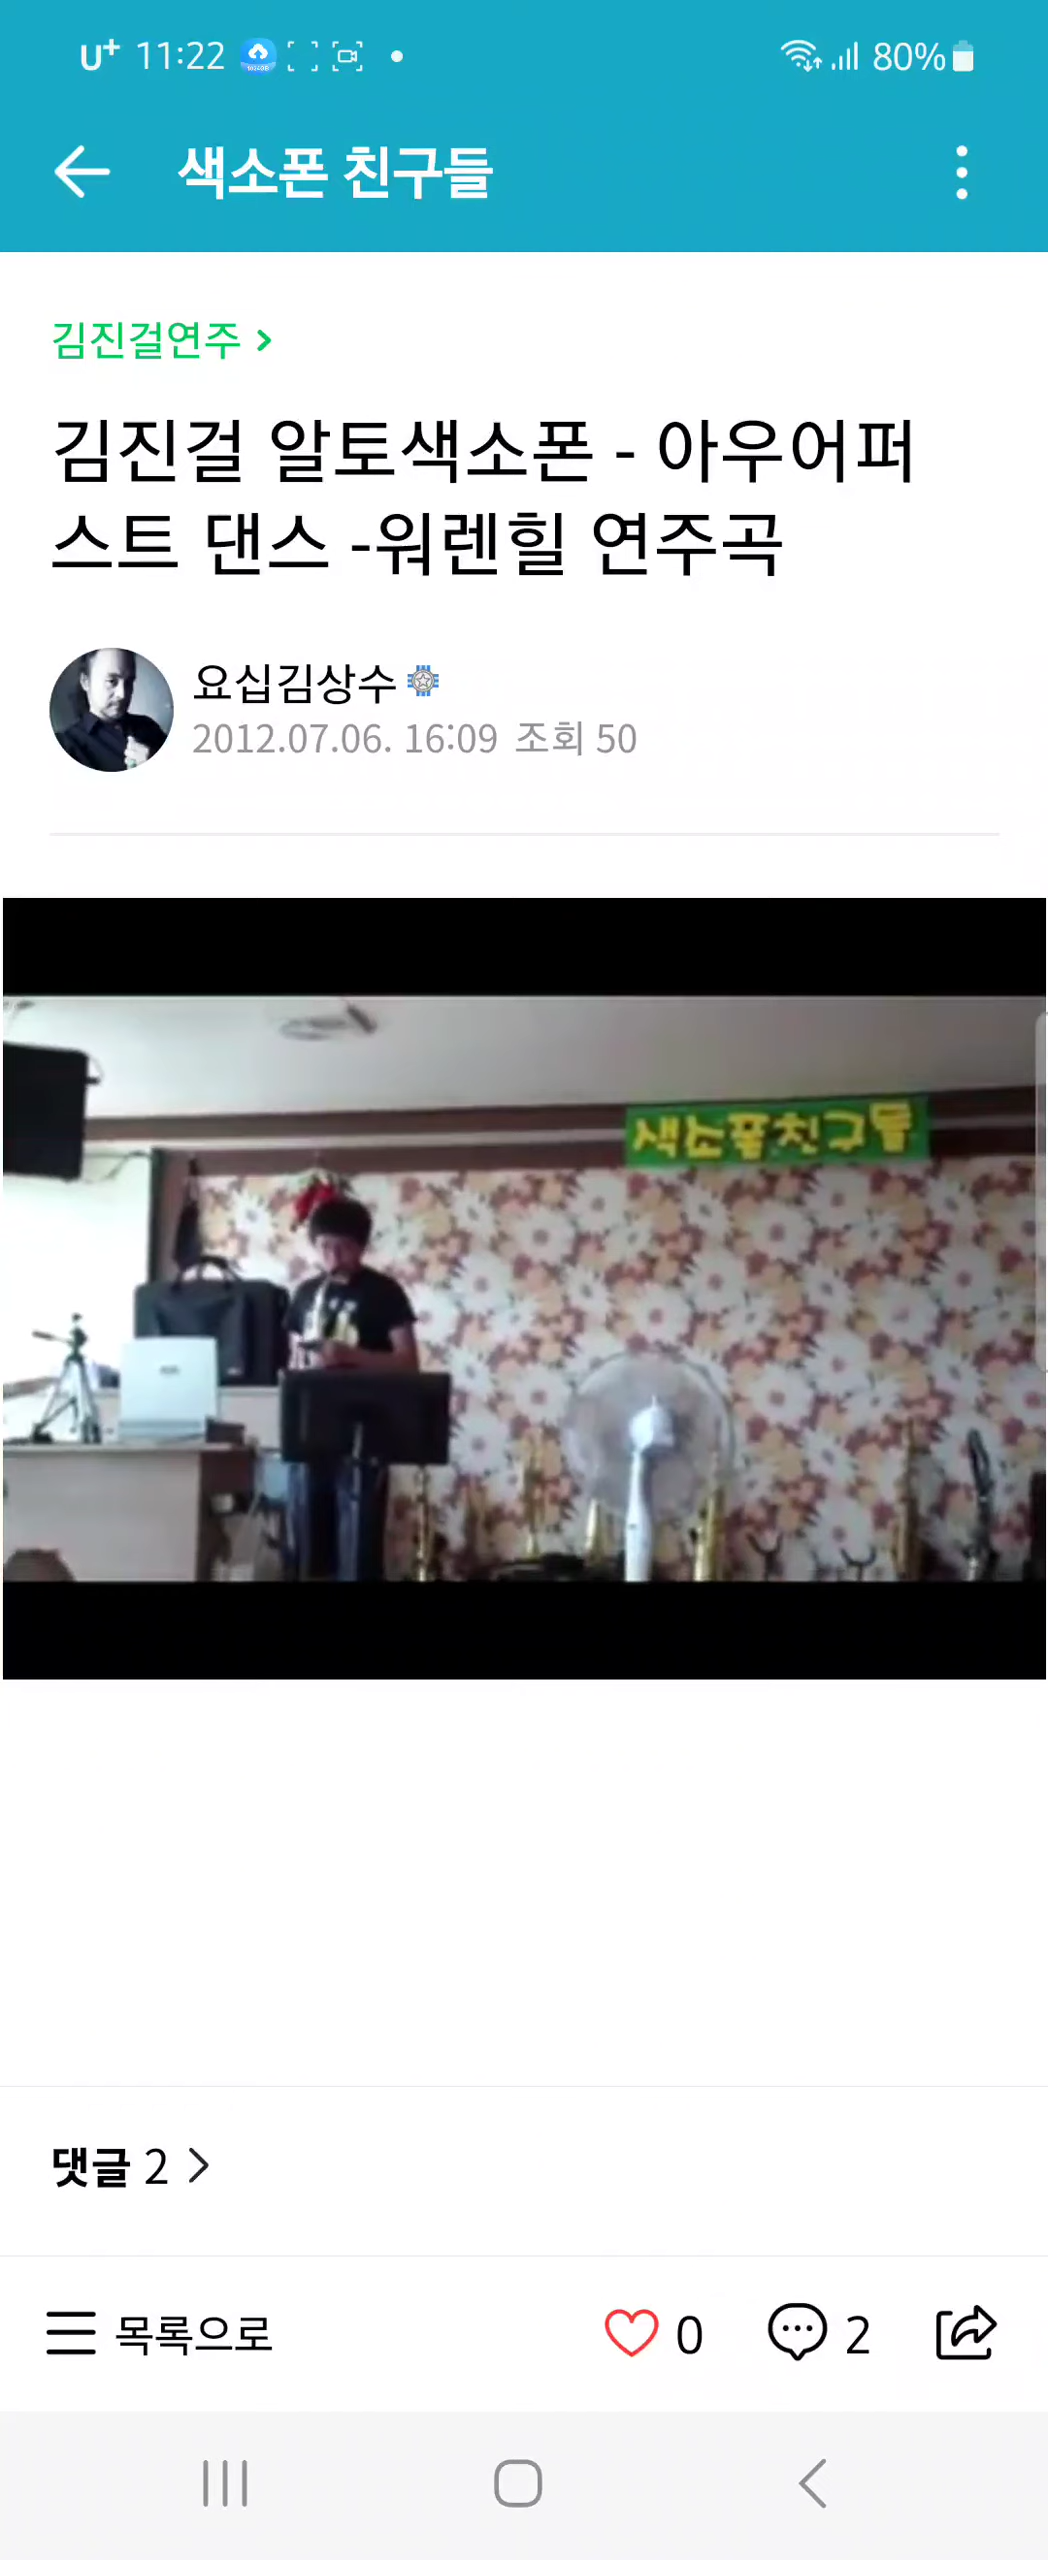 U+ 11:22 80%
색소폰 친구들
김진걸연주 >
김진걸 알토색소폰 - 아우어퍼
스트 댄스 -워렌힐 연주곡
요십김상수
2012.07.06. 16:09 조회 50
색소폰친구들
댓글 2 >
목록으로 0 2